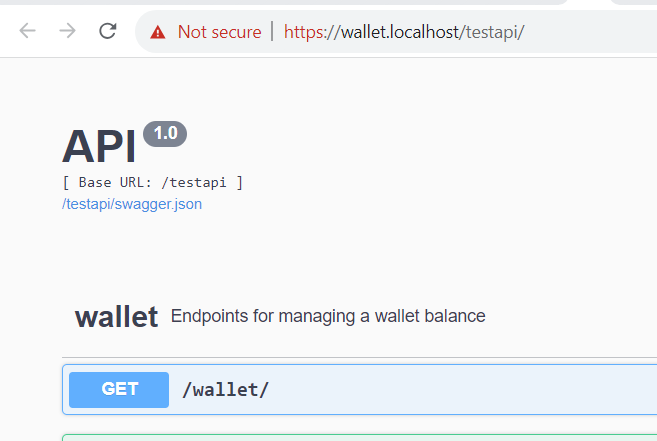 Not secure | https://wallet.localhost/testapi/
API 1.0
[ Base URL: /testapi ]
/testapi/swagger.json
wallet Endpoints for managing a wallet balance
GET /wallet/